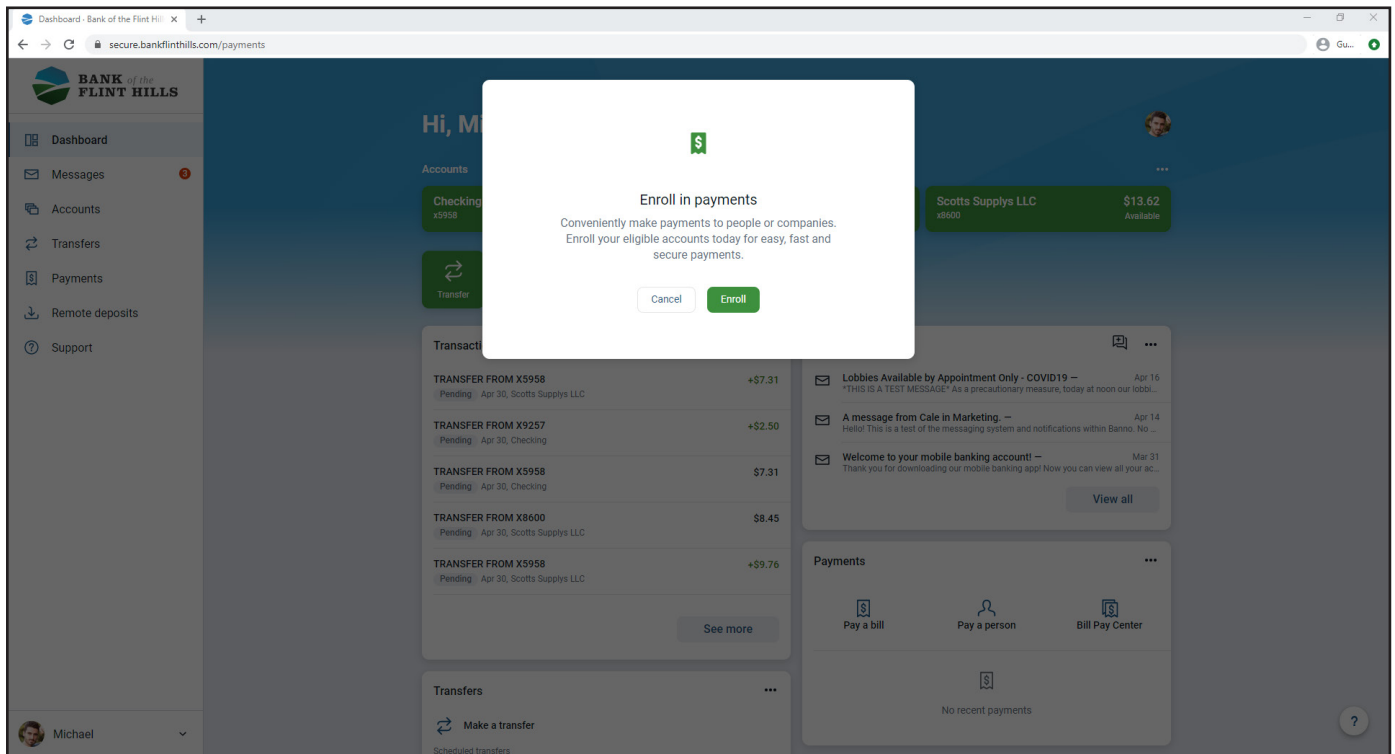 Dashboard - Bank of the Flint Hill
secure.bankflinthills.com/payments
Gu...
BANK of the
FLINT HILLS
Dashboard
Messages 3
Accounts
Transfers
Payments
Remote deposits
Support
Michael
Hi, Mi
Accounts
Checking
x5958
Scotts Supplys LLC $13.62
x8600 Available
Transfer
Enroll in payments
Conveniently make payments to people or companies.
Enroll your eligible accounts today for easy, fast and
secure payments.
Cancel Enroll
Transacti
TRANSFER FROM X5958 +$7.31
Pending Apr 30, Scotts Supplys LLC
TRANSFER FROM X9257 +$2.50
Pending Apr 30, Checking
TRANSFER FROM X5958 $7.31
Pending Apr 30, Checking
TRANSFER FROM X8600 $8.45
Pending Apr 30, Scotts Supplys LLC
TRANSFER FROM X5958 +$9.76
Pending Apr 30, Scotts Supplys LLC
See more
Transfers
Make a transfer
Scheduled transfers
Lobbies Available by Appointment Only - COVID19 — Apr 16
*THIS IS A TEST MESSAGE* As a precautionary measure, today at noon our lobbi...
A message from Cale in Marketing. — Apr 14
Hello! This is a test of the messaging system and notifications within Banno. No ...
Welcome to your mobile banking account! — Mar 31
Thank you for downloading our mobile banking app! Now you can view all your ac...
View all
Payments
Pay a bill Pay a person Bill Pay Center
No recent payments
?